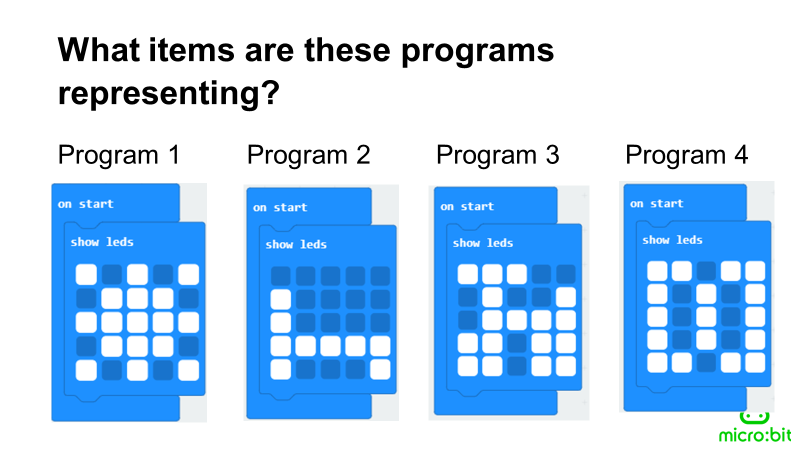 What items are these programs
representing?
Program 1
Program 2
Program 3
Program 4
on start
show leds
on start
show leds
on start
show leds
on start
show leds
micro:bit